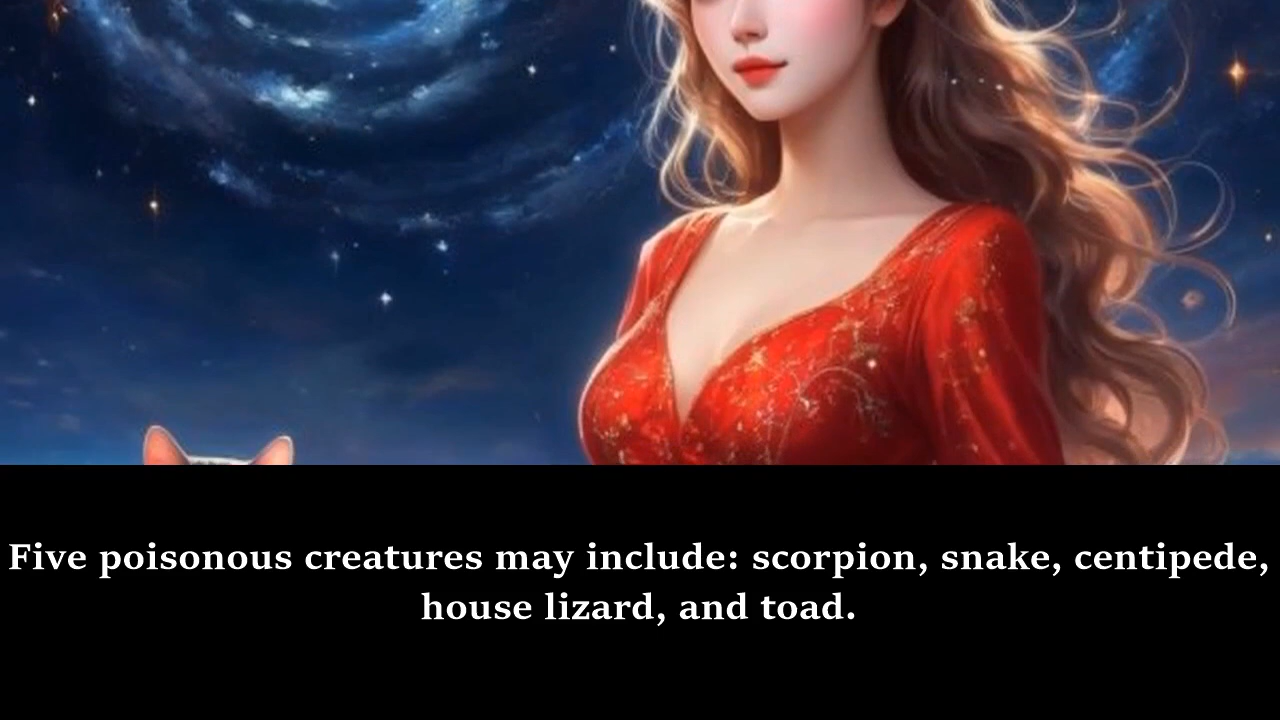 Five poisonous creatures may include: scorpion, snake, centipede,
house lizard, and toad.